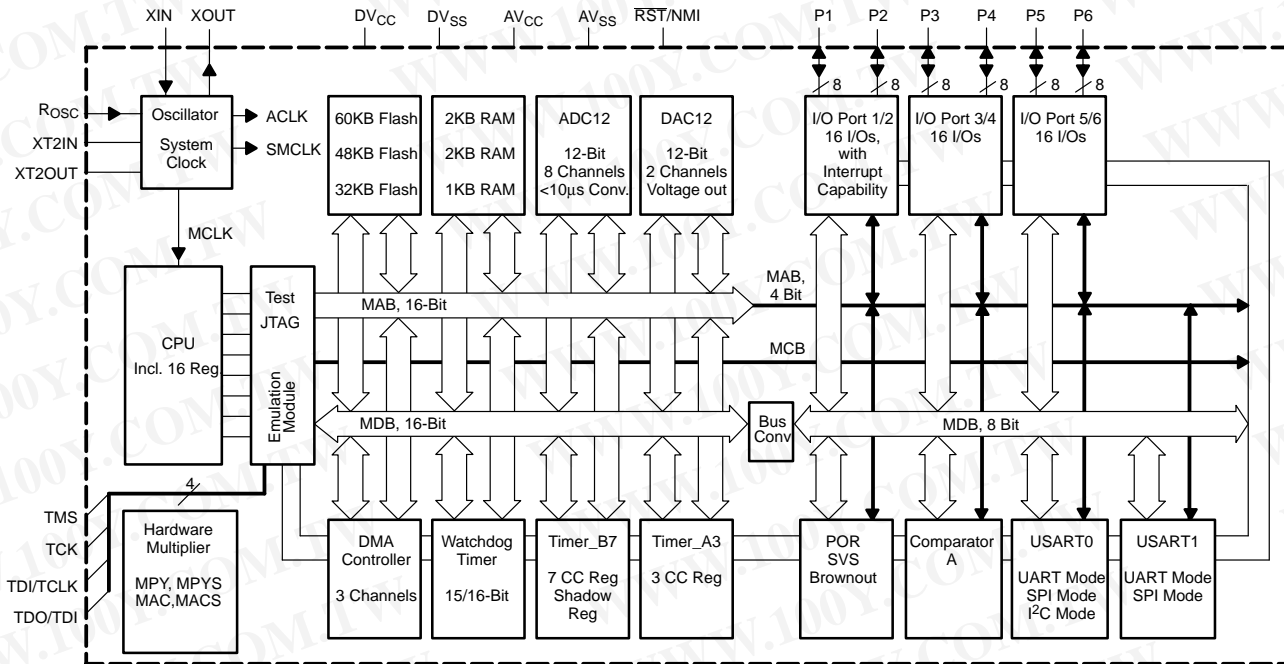 XIN XOUT DVCC DVSS AVCC AVSS RST/NMI P1 P2 P3 P4 P5 P6
8 8 8 8 8 8
ROSC
XT2IN
XT2OUT
Oscillator
System
Clock
ACLK
SMCLK
MCLK
60KB Flash
48KB Flash
32KB Flash
2KB RAM
2KB RAM
1KB RAM
ADC12
12-Bit
8 Channels
<10μs Conv.
DAC12
12-Bit
2 Channels
Voltage out
I/O Port 1/2
16 I/Os,
with
Interrupt
Capability
I/O Port 3/4
16 I/Os
I/O Port 5/6
16 I/Os
CPU
Incl. 16 Reg.
Test
JTAG
Emulation
Module
MAB, 16-Bit
MAB,
4 Bit
MCB
MDB, 16-Bit
Bus
Conv
MDB, 8 Bit
4
TMS
TCK
TDI/TCLK
TDO/TDI
Hardware
Multiplier
MPY, MPYS
MAC,MACS
DMA
Controller
3 Channels
Watchdog
Timer
15/16-Bit
Timer_B7
7 CC Reg
Shadow
Reg
Timer_A3
3 CC Reg
POR
SVS
Brownout
Comparator
A
USART0
UART Mode
SPI Mode
I²C Mode
USART1
UART Mode
SPI Mode
WWW.100Y.COM.TW